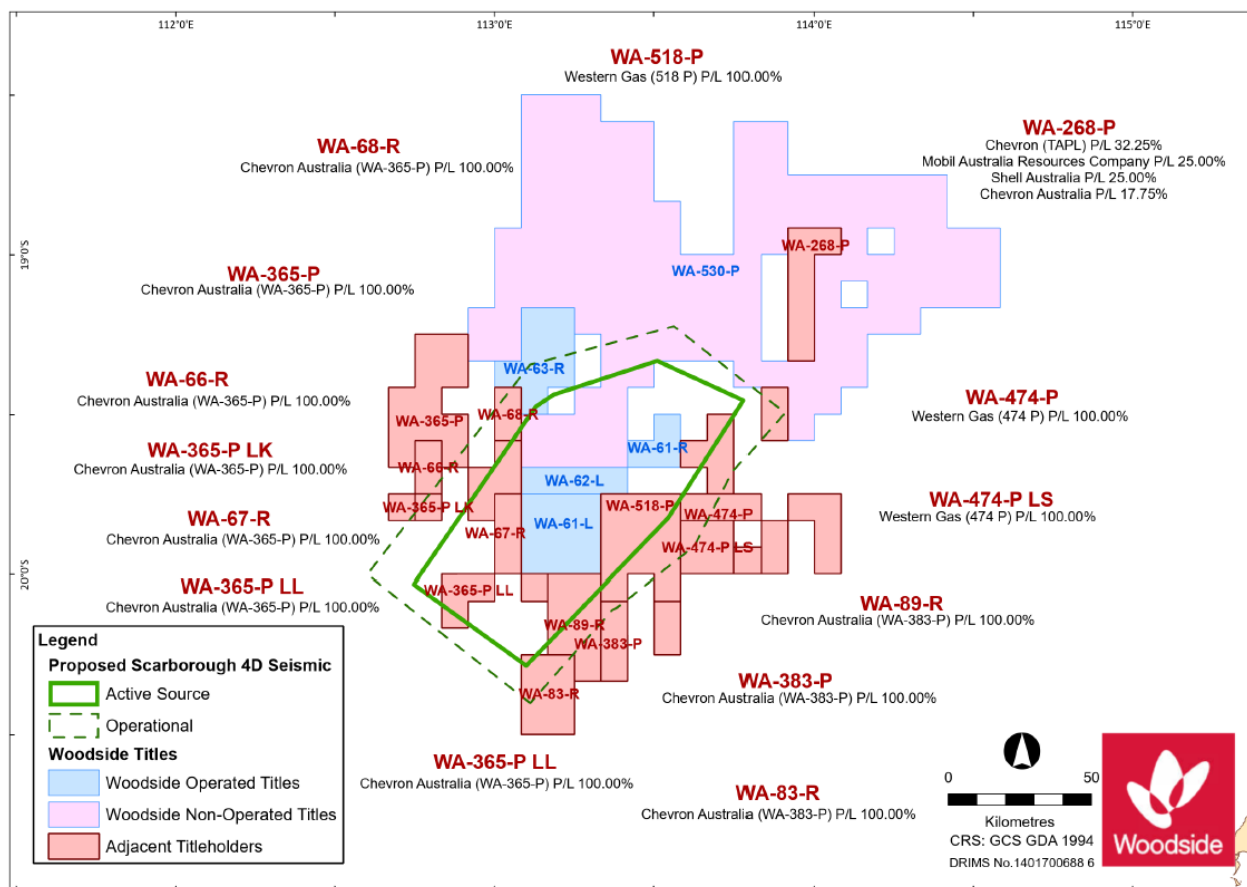 112°0'E
113°0'E
114°0'E
115°0'E
WA-518-P
Western Gas (518 P) P/L 100.00%
WA-68-R
Chevron Australia (WA-365-P) P/L 100.00%
WA-268-P
Chevron (TAPL) P/L 32.25%
Mobil Australia Resources Company P/L 25.00%
Shell Australia P/L 25.00%
Chevron Australia P/L 17.75%
19°0'S
WA-268-P
WA-530-P
WA-365-P
Chevron Australia (WA-365-P) P/L 100.00%
WA-63-R
WA-66-R
Chevron Australia (WA-365-P) P/L 100.00%
WA-474-P
Western Gas (474 P) P/L 100.00%
WA-365-P
WA-68-R
WA-61-R
WA-365-P LK
Chevron Australia (WA-365-P) P/L 100.00%
WA-66-R
WA-62-L
WA-365-P LK
WA-518-P
WA-474-P
WA-474-P LS
Western Gas (474 P) P/L 100.00%
WA-67-R
Chevron Australia (WA-365-P) P/L 100.00%
WA-67-R
WA-61-L
WA-474-P LS
20°0'S
WA-365-P LL
Chevron Australia (WA-365-P) P/L 100.00%
WA-365-P LL
WA-89-R
Chevron Australia (WA-383-P) P/L 100.00%
WA-89-R
WA-383-P
WA-83-R
WA-383-P
Chevron Australia (WA-383-P) P/L 100.00%
WA-365-P LL
Chevron Australia (WA-365-P) P/L 100.00%
WA-83-R
Chevron Australia (WA-383-P) P/L 100.00%
Legend
Proposed Scarborough 4D Seismic
Active Source
Operational
Woodside Titles
Woodside Operated Titles
Woodside Non-Operated Titles
Adjacent Titleholders
0
50
Kilometres
CRS: GCS GDA 1994
DRIMS No.1401700688 6
Woodside